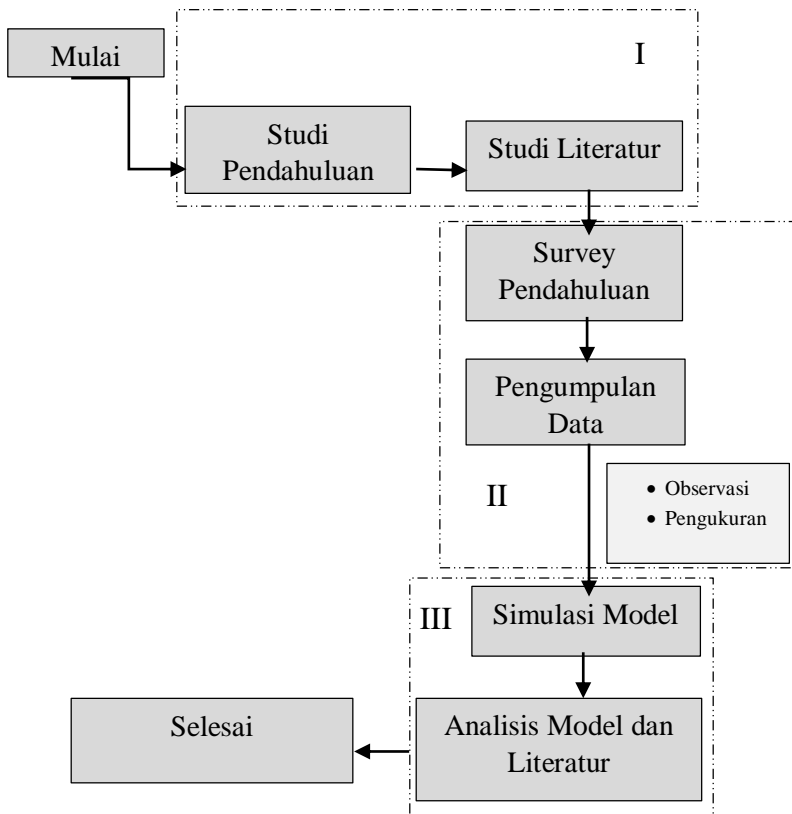 Mulai
I
Studi
Pendahuluan
Studi Literatur
Survey
Pendahuluan
Pengumpulan
Data
II
• Observasi
• Pengukuran
III
Simulasi Model
Analisis Model dan
Literatur
Selesai